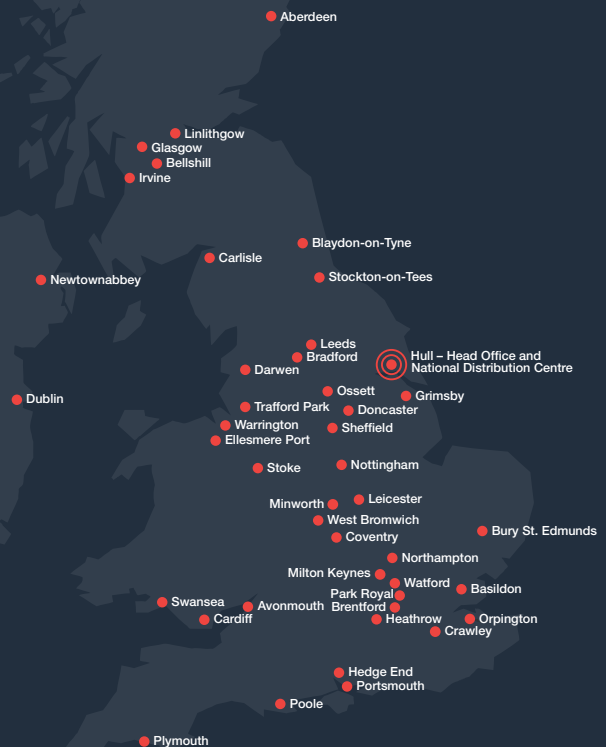 Aberdeen
Linlithgow
Glasgow
Bellshill
Irvine
Blaydon-on-Tyne
Carlisle
Stockton-on-Tees
Newtownabbey
Leeds
Bradford
Hull – Head Office and
National Distribution Centre
Darwen
Ossett
Grimsby
Dublin
Trafford Park
Doncaster
Warrington
Sheffield
Ellesmere Port
Nottingham
Stoke
Leicester
Minworth
West Bromwich
Bury St. Edmunds
Coventry
Northampton
Milton Keynes
Watford
Basildon
Park Royal
Swansea
Avonmouth
Brentford
Cardiff
Heathrow
Orpington
Crawley
Hedge End
Portsmouth
Poole
Plymouth